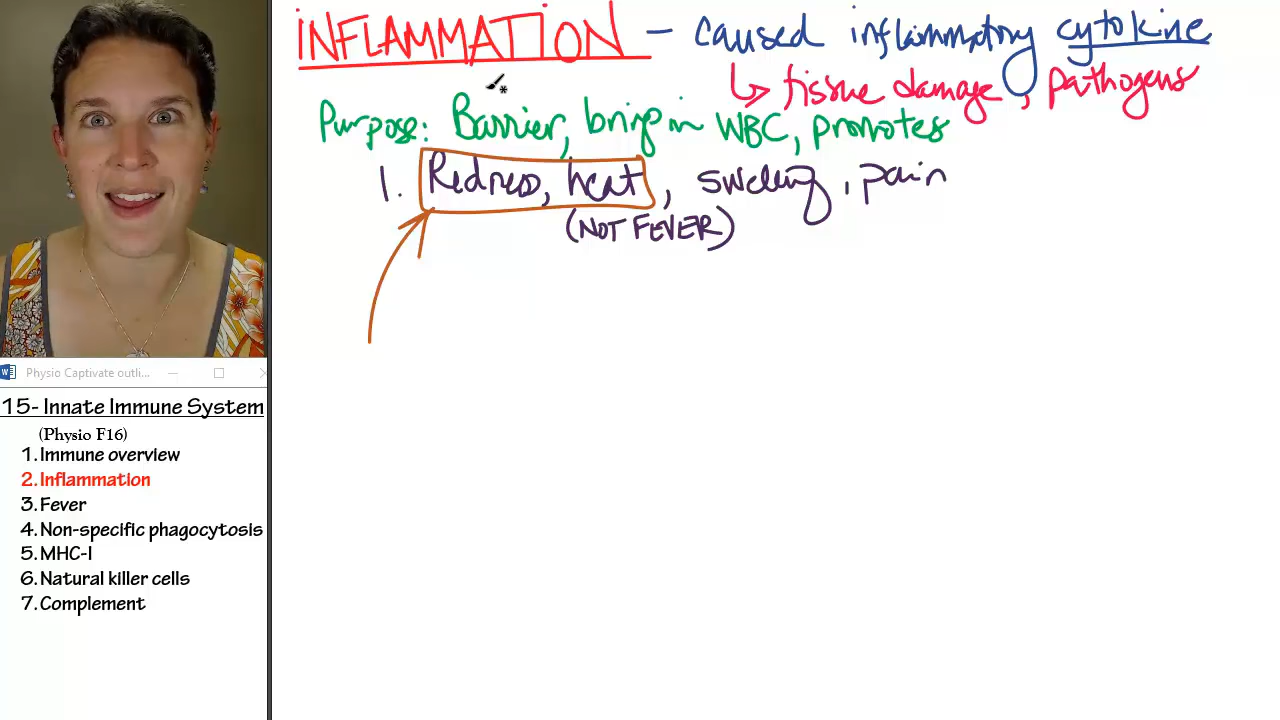 INFLAMMATION – caused inflammatory cytokine
↳ tissue damage, pathogens
Purpose: Barrier, brings in WBC, promotes
1. Redness, heat, swelling, pain
(NOT FEVER)
Physio Captivate outli...
15- Innate Immune System
(Physio F16)
1. Immune overview
2. Inflammation
3. Fever
4. Non-specific phagocytosis
5. MHC-I
6. Natural killer cells
7. Complement